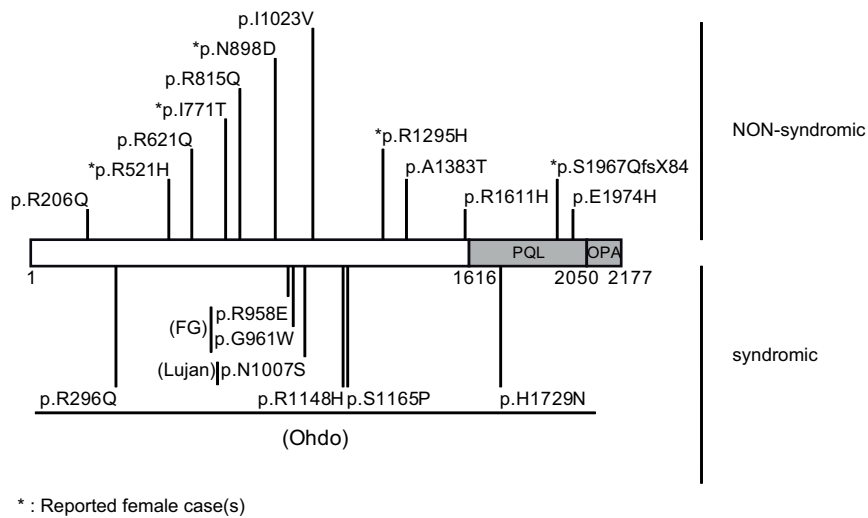 p.I1023V
*p.N898D
p.R815Q
*p.I771T
p.R621Q
*p.R521H
p.R206Q
*p.R1295H
p.A1383T
p.R1611H
*p.S1967QfsX84
p.E1974H
NON-syndromic
PQL
OPA
1
1616
2050
2177
(FG)
p.R958E
p.G961W
(Lujan)
p.N1007S
p.R296Q
p.R1148H
p.S1165P
p.H1729N
(Ohdo)
syndromic
* : Reported female case(s)